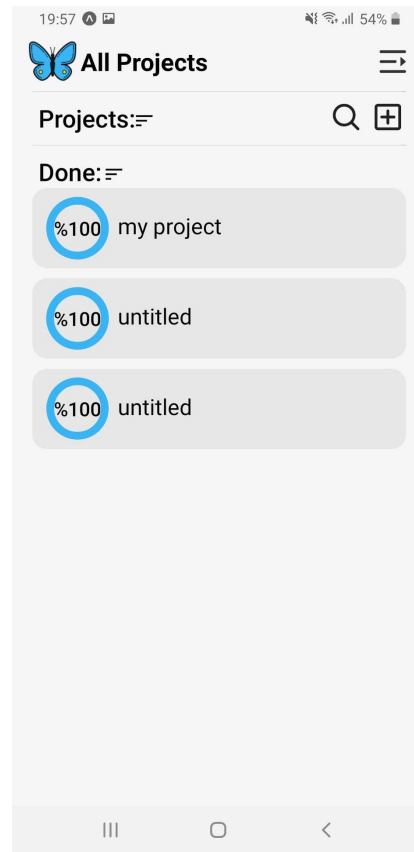 19:57 54%
All Projects
Projects:
Done:
%100 my project
%100 untitled
%100 untitled